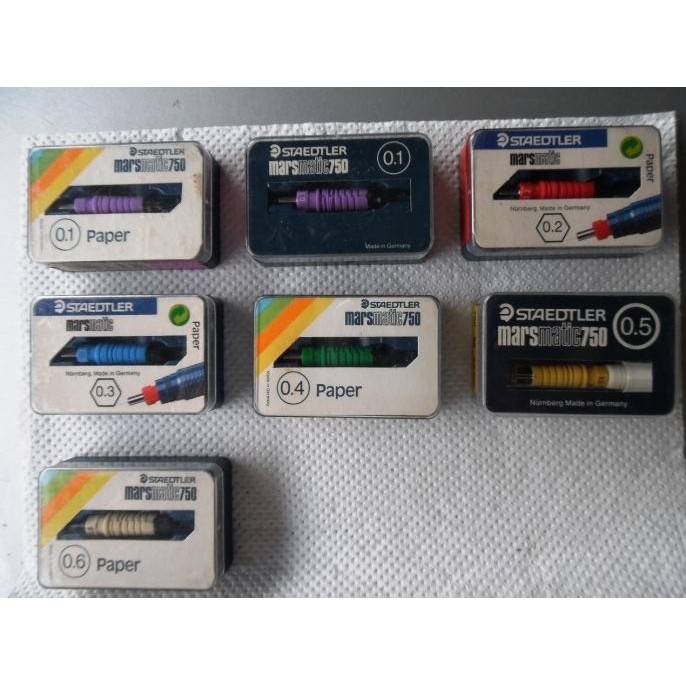 STAEDTLER
marsmatic750
0.1 Paper
STAEDTLER
marsmatic750
0.1
Made in Germany
STAEDTLER
marsmatic
Paper
Nürnberg, Made in Germany
0.2
STAEDTLER
marsmatic
Paper
Nürnberg, Made in Germany
0.3
STAEDTLER
marsmatic750
0.4 Paper
STAEDTLER
marsmatic750
0.5
Nürnberg Made in Germany
STAEDTLER
marsmatic750
0.6 Paper